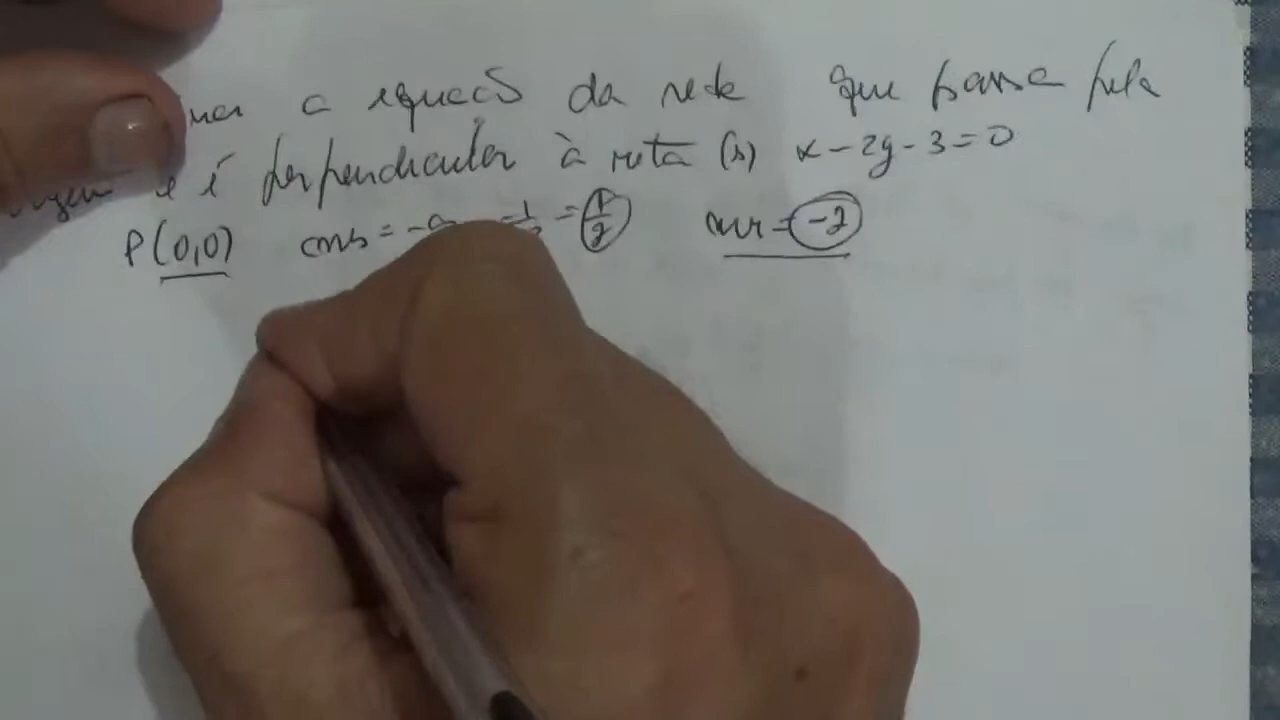 a equação da reta que passa pela
e é perpendicular à reta (s) x - 2y - 3 = 0
P(0,0) ms = -a = 1/2 mr = -2